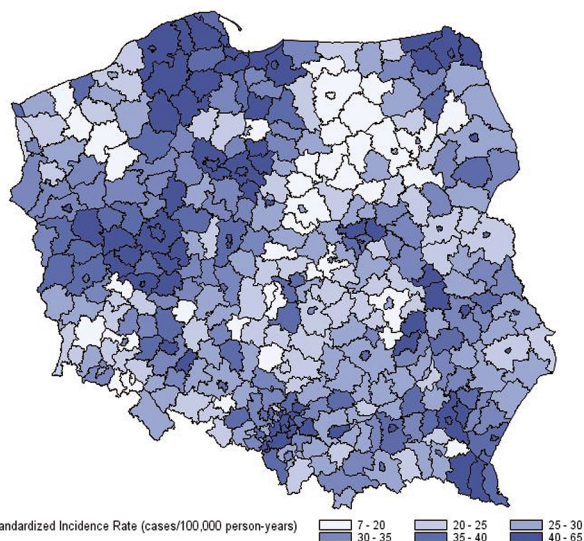 andardized Incidence Rate (cases/100,000 person-years) 7 - 20 20 - 25 25 - 30
30 - 35 35 - 40 40 - 65